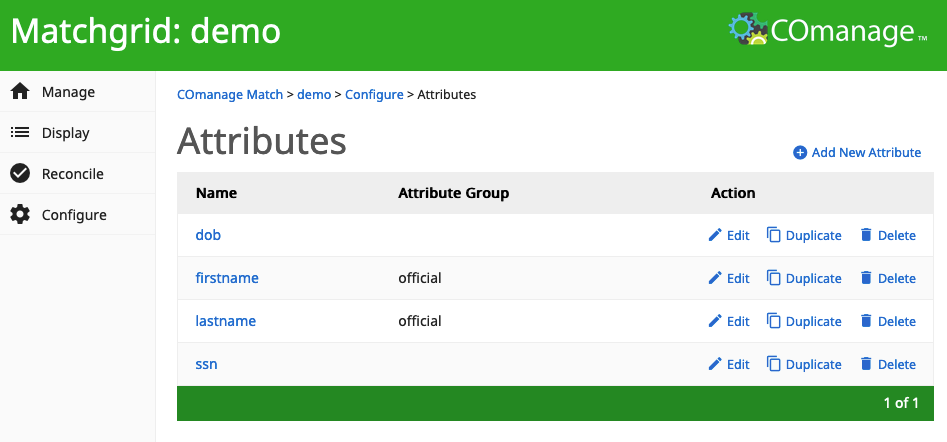 Matchgrid: demo
COmanage™
Manage
Display
Reconcile
Configure
COmanage Match > demo > Configure > Attributes
Attributes
Add New Attribute
Name Attribute Group Action
dob Edit Duplicate Delete
firstname official Edit Duplicate Delete
lastname official Edit Duplicate Delete
ssn Edit Duplicate Delete
1 of 1